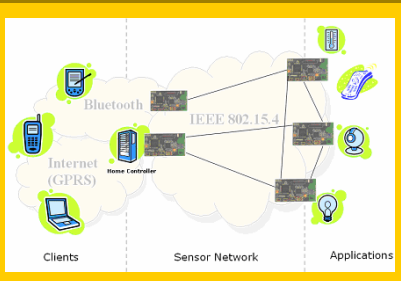 Bluetooth
IEEE 802.15.4
Internet
(GPRS)
Home Controller
Clients
Sensor Network
Applications